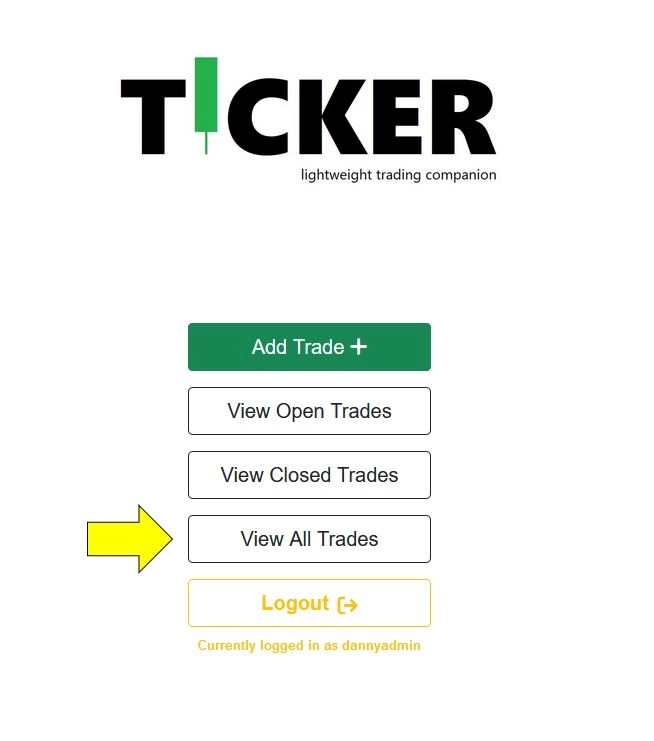 TICKER
lightweight trading companion
Add Trade +
View Open Trades
View Closed Trades
View All Trades
Logout
Currently logged in as dannyadmin